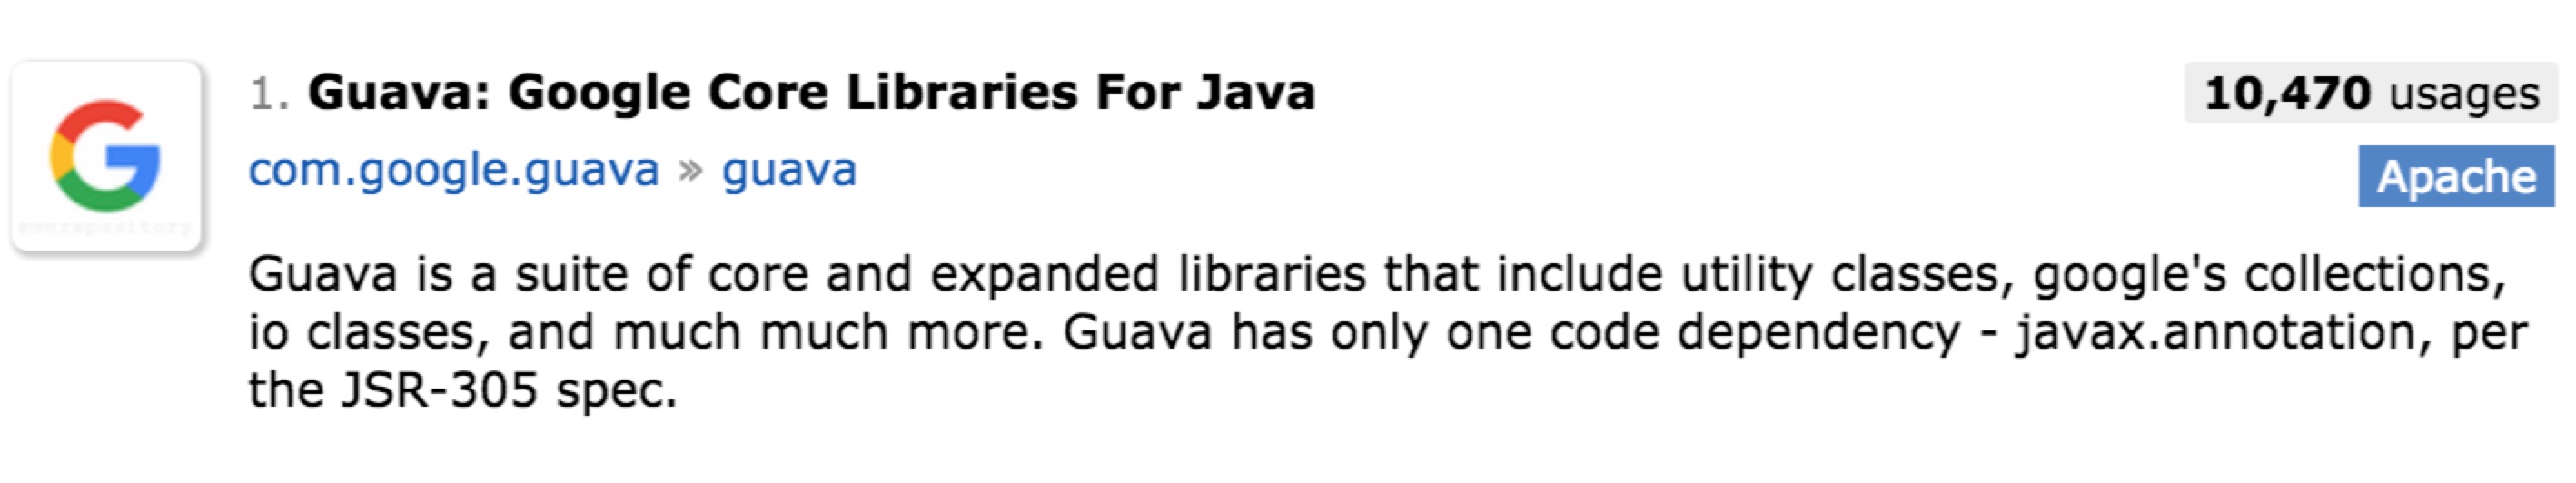 1. Guava: Google Core Libraries For Java
10,470 usages
com.google.guava » guava
Apache
Guava is a suite of core and expanded libraries that include utility classes, google's collections,
io classes, and much much more. Guava has only one code dependency - javax.annotation, per
the JSR-305 spec.
mvnrepository